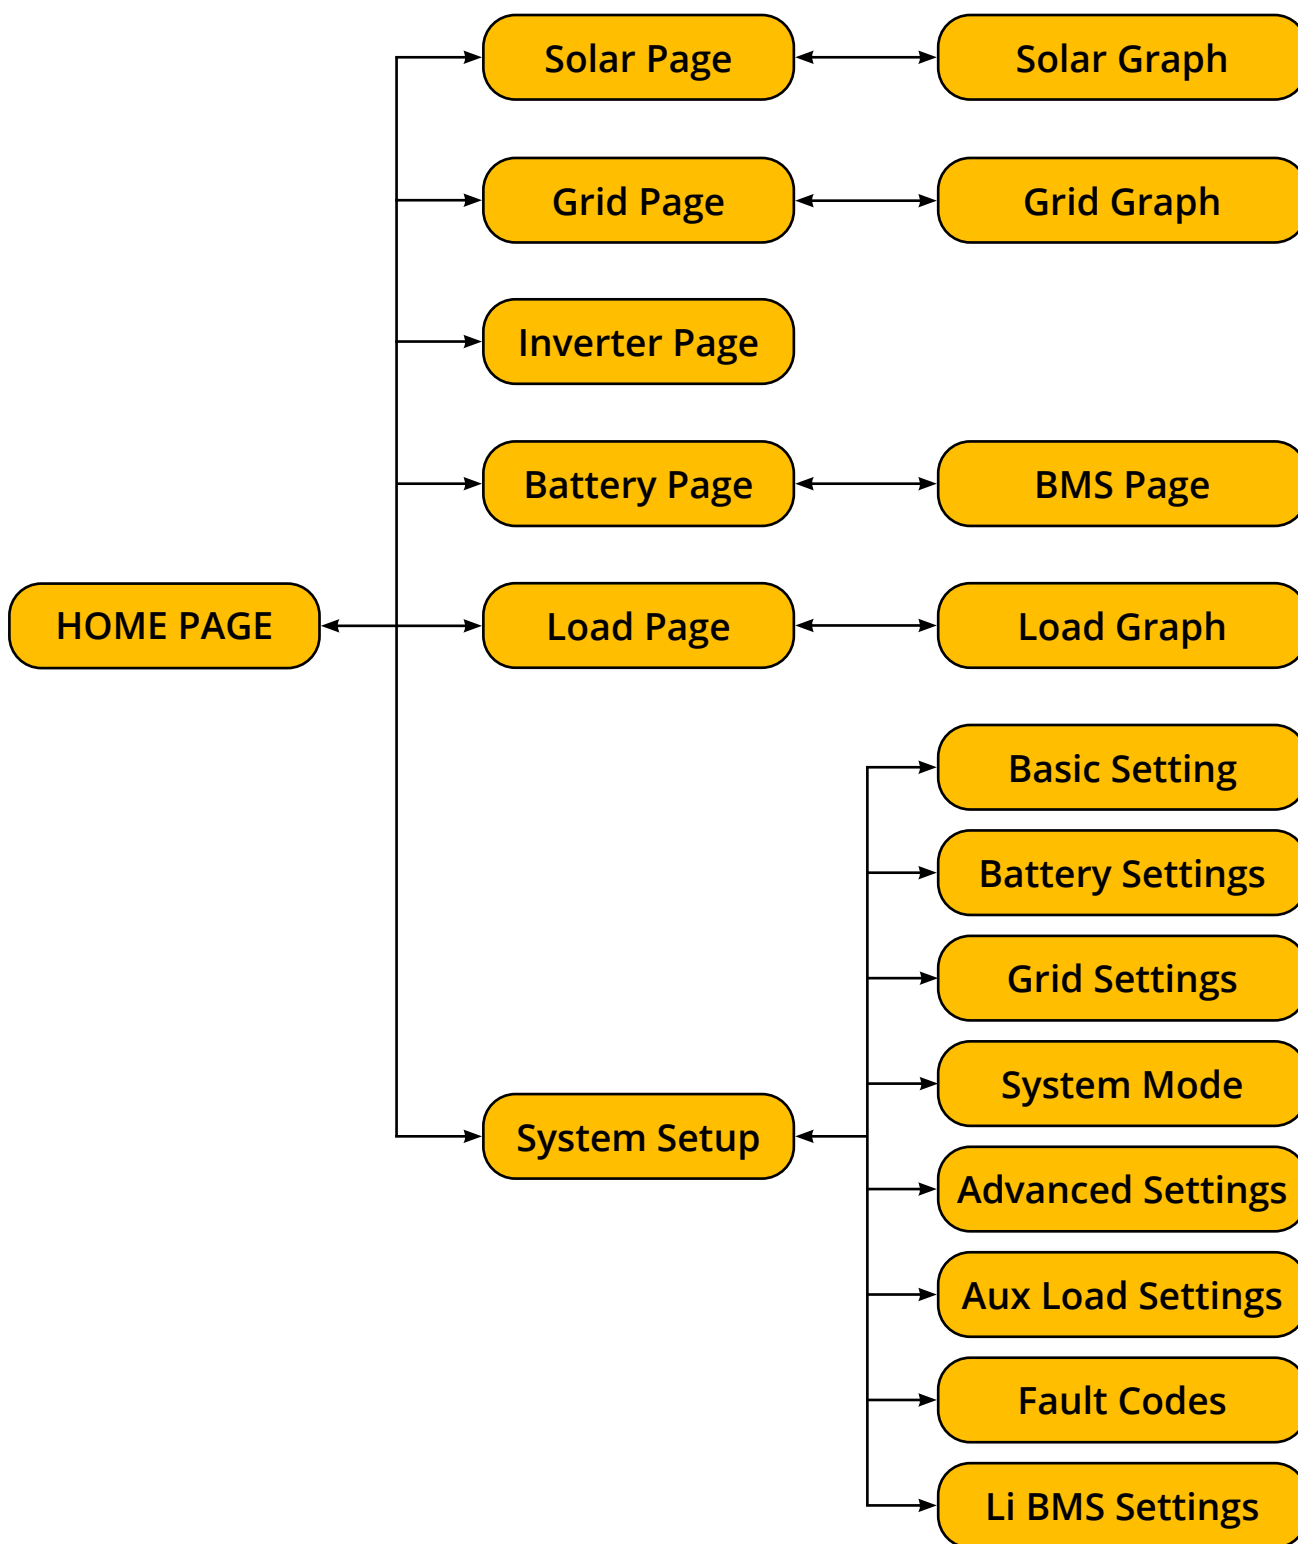 Solar Page
Solar Graph
Grid Page
Grid Graph
Inverter Page
Battery Page
BMS Page
HOME PAGE
Load Page
Load Graph
Basic Setting
Battery Settings
Grid Settings
System Mode
System Setup
Advanced Settings
Aux Load Settings
Fault Codes
Li BMS Settings